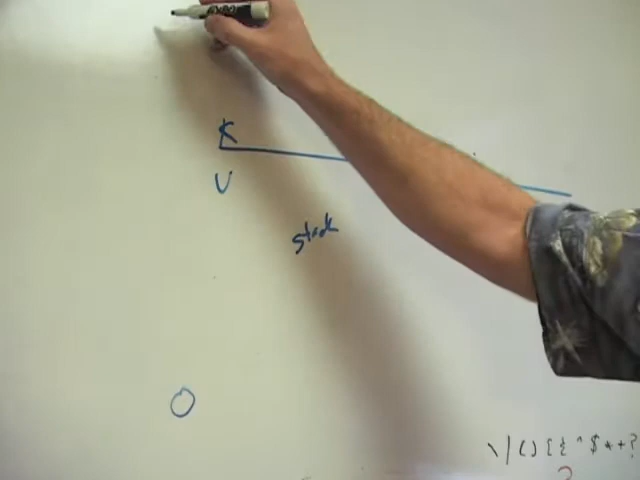 K
U
stack
O
\ | ( ) [ { ^ $ * + ?
?